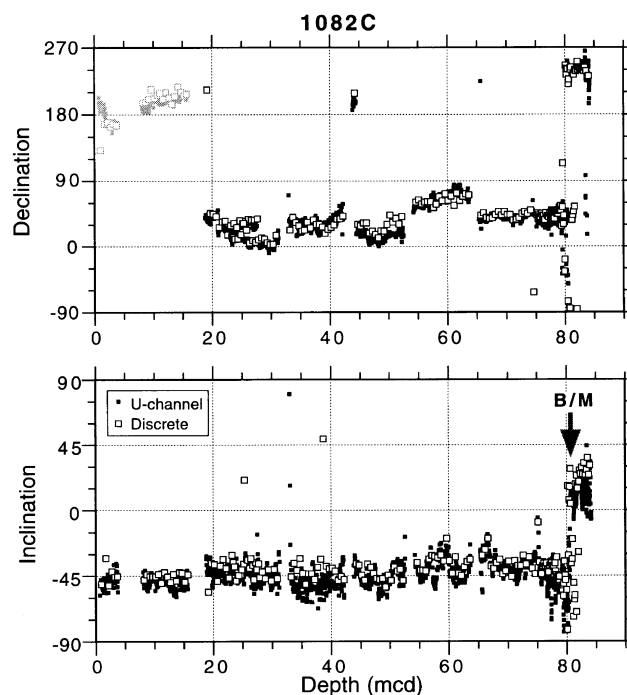 1082C
270
180
90
0
-90
Declination
0 20 40 60 80
90
45
0
-45
-90
Inclination
U-channel
Discrete
B/M
0 20 40 60 80
Depth (mcd)